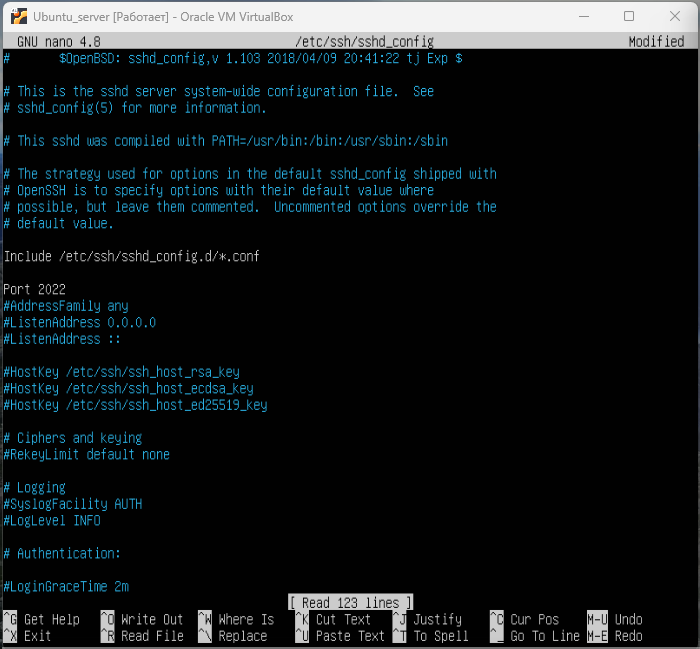 Ubuntu_server [Работает] - Oracle VM VirtualBox
GNU nano 4.8 /etc/ssh/sshd_config Modified
# $OpenBSD: sshd_config,v 1.103 2018/04/09 20:41:22 tj Exp $
# This is the sshd server system-wide configuration file. See
# sshd_config(5) for more information.
# This sshd was compiled with PATH=/usr/bin:/bin:/usr/sbin:/sbin
# The strategy used for options in the default sshd_config shipped with
# OpenSSH is to specify options with their default value where
# possible, but leave them commented. Uncommented options override the
# default value.
Include /etc/ssh/sshd_config.d/*.conf
Port 2022
#AddressFamily any
#ListenAddress 0.0.0.0
#ListenAddress ::
#HostKey /etc/ssh/ssh_host_rsa_key
#HostKey /etc/ssh/ssh_host_ecdsa_key
#HostKey /etc/ssh/ssh_host_ed25519_key
# Ciphers and keying
#RekeyLimit default none
# Logging
#SyslogFacility AUTH
#LogLevel INFO
# Authentication:
#LoginGraceTime 2m
[ Read 123 lines ]
^G Get Help ^O Write Out ^W Where Is ^K Cut Text ^J Justify ^C Cur Pos M-U Undo
^X Exit ^R Read File ^\ Replace ^U Paste Text ^T To Spell ^_ Go To Line M-E Redo